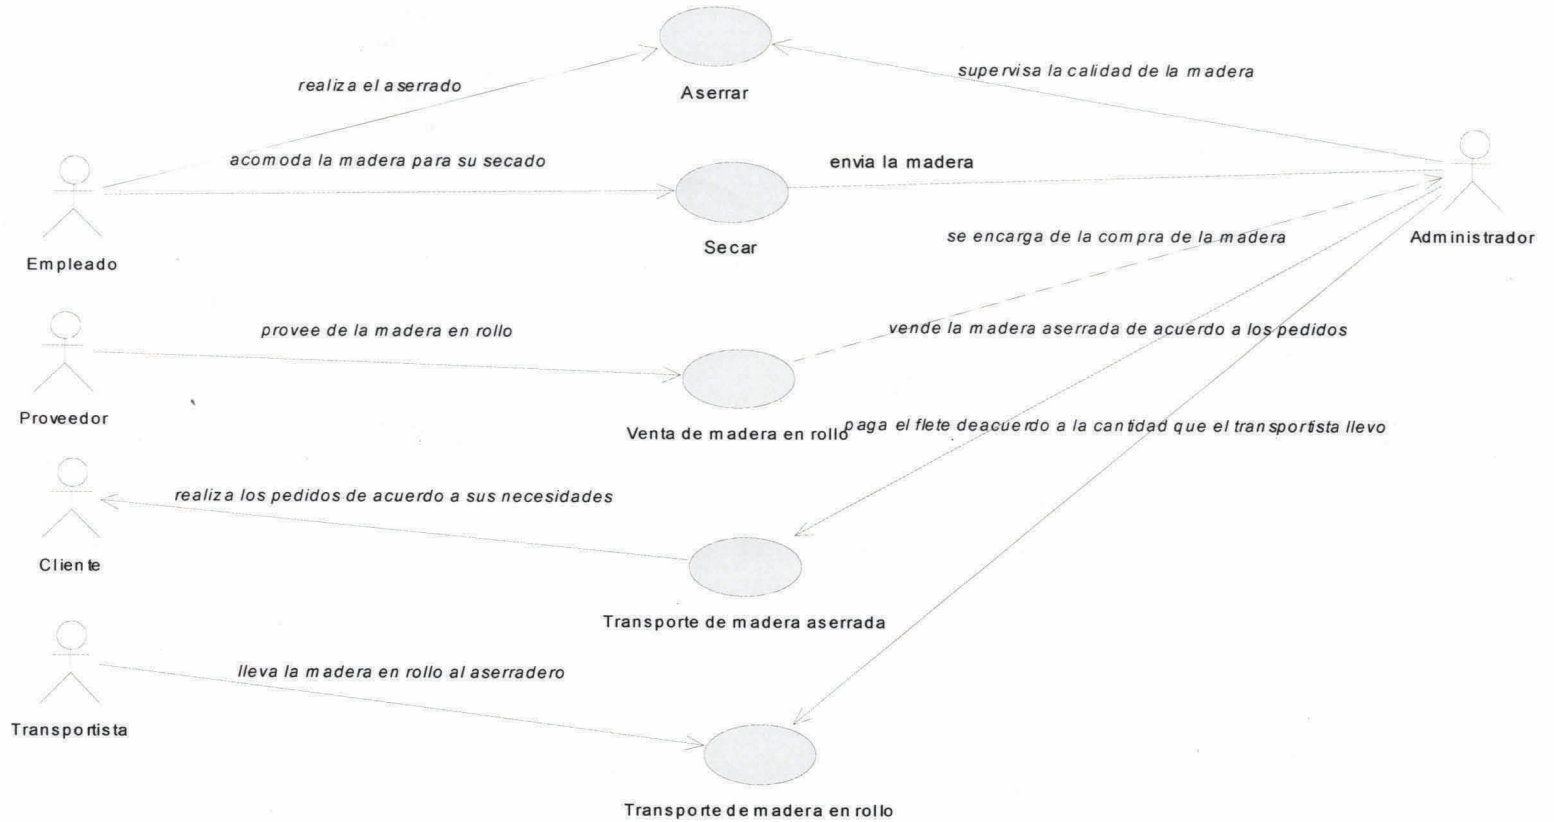 supervisa la calidad de la madera
realiza el aserrado
Aserrar
acomoda la madera para su secado
envia la madera
Secar
se encarga de la compra de la madera
Administrador
Empleado
provee de la madera en rollo
vende la madera aserrada de acuerdo a los pedidos
Proveedor
Venta de madera en rollo
paga el flete deacuerdo a la cantidad que el transportista llevo
realiza los pedidos de acuerdo a sus necesidades
Cliente
Transporte de madera aserrada
lleva la madera en rollo al aserradero
Transportista
Transporte de madera en rollo